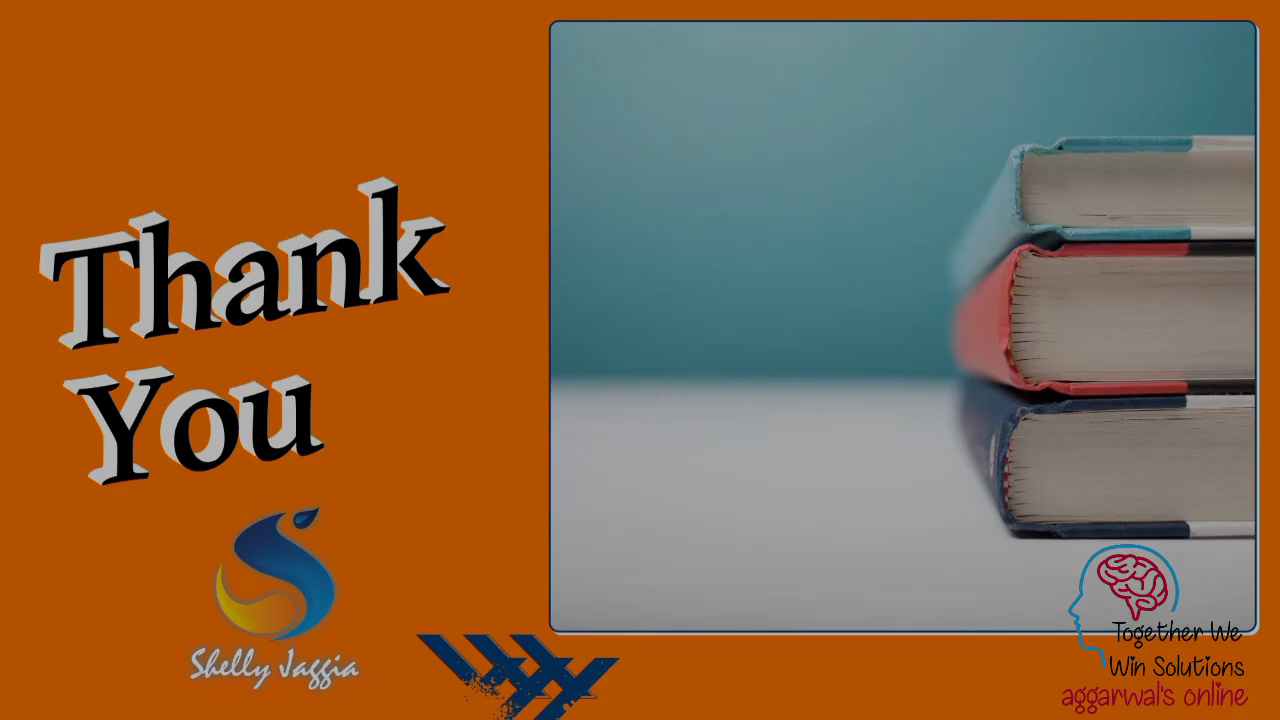 Thank
You
Shelly Jaggia
Together We
Win Solutions
aggarwal's online